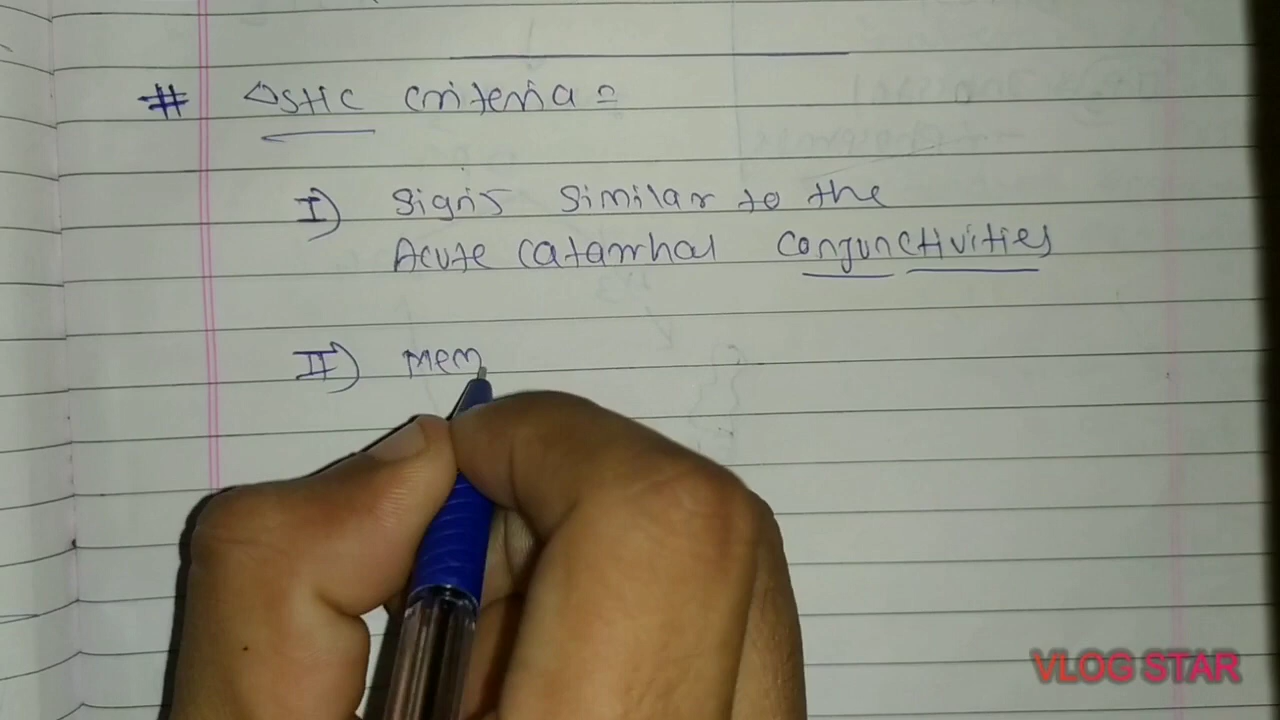 # △STIC criteria =
I) Signs similar to the
Acute catarrhal conjunctivities
II) mem
VLOG STAR